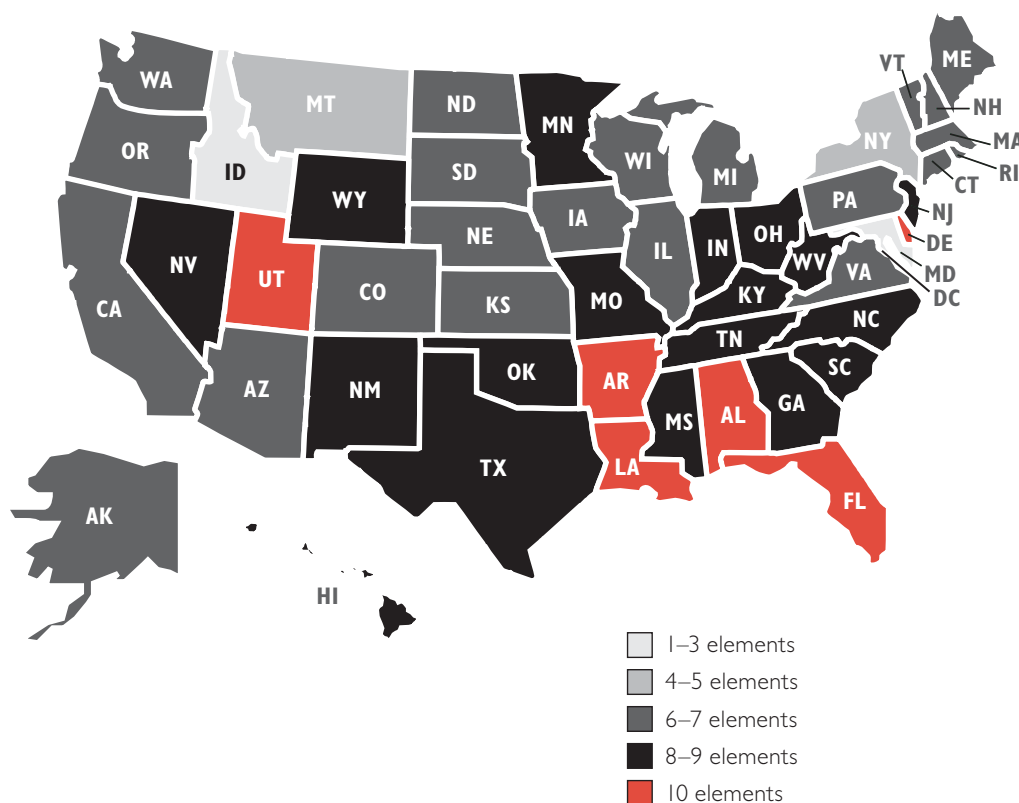 WA
MT
ND
MN
VT
ME
NH
OR
ID
SD
WI
MI
NY
MA
RI
CT
WY
NE
IA
PA
NJ
NV
UT
CO
KS
IL
IN
OH
DE
CA
MO
KY
WV
VA
MD
DC
AZ
NM
OK
AR
TN
NC
SC
TX
LA
MS
AL
GA
FL
AK
HI
1–3 elements
4–5 elements
6–7 elements
8–9 elements
10 elements